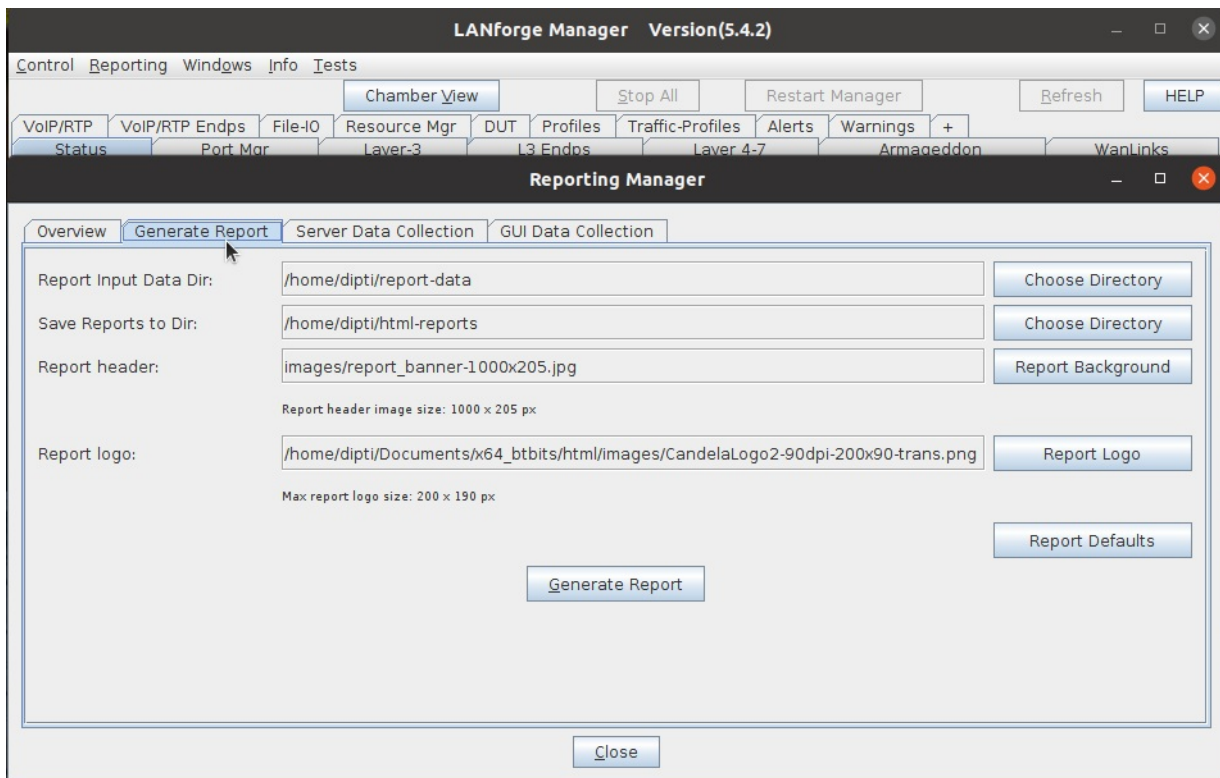 LANforge Manager Version(5.4.2)
Control Reporting Windows Info Tests
Chamber View Stop All Restart Manager Refresh HELP
VoIP/RTP VoIP/RTP Endps File-IO Resource Mgr DUT Profiles Traffic-Profiles Alerts Warnings +
Status Port Mgr Layer-3 L3 Endps Layer 4-7 Armageddon WanLinks
Reporting Manager
Overview Generate Report Server Data Collection GUI Data Collection
Report Input Data Dir: /home/dipti/report-data Choose Directory
Save Reports to Dir: /home/dipti/html-reports Choose Directory
Report header: images/report_banner-1000x205.jpg Report Background
Report header image size: 1000 x 205 px
Report logo: /home/dipti/Documents/x64_btbits/html/images/CandelaLogo2-90dpi-200x90-trans.png Report Logo
Max report logo size: 200 x 190 px
Report Defaults
Generate Report
Close